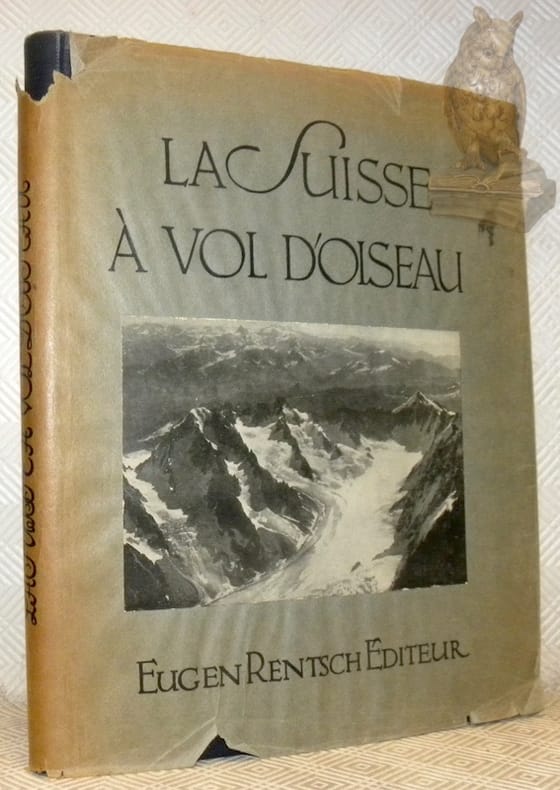 LA SUISSE
À VOL D'OISEAU
EUGEN RENTSCH EDITEUR